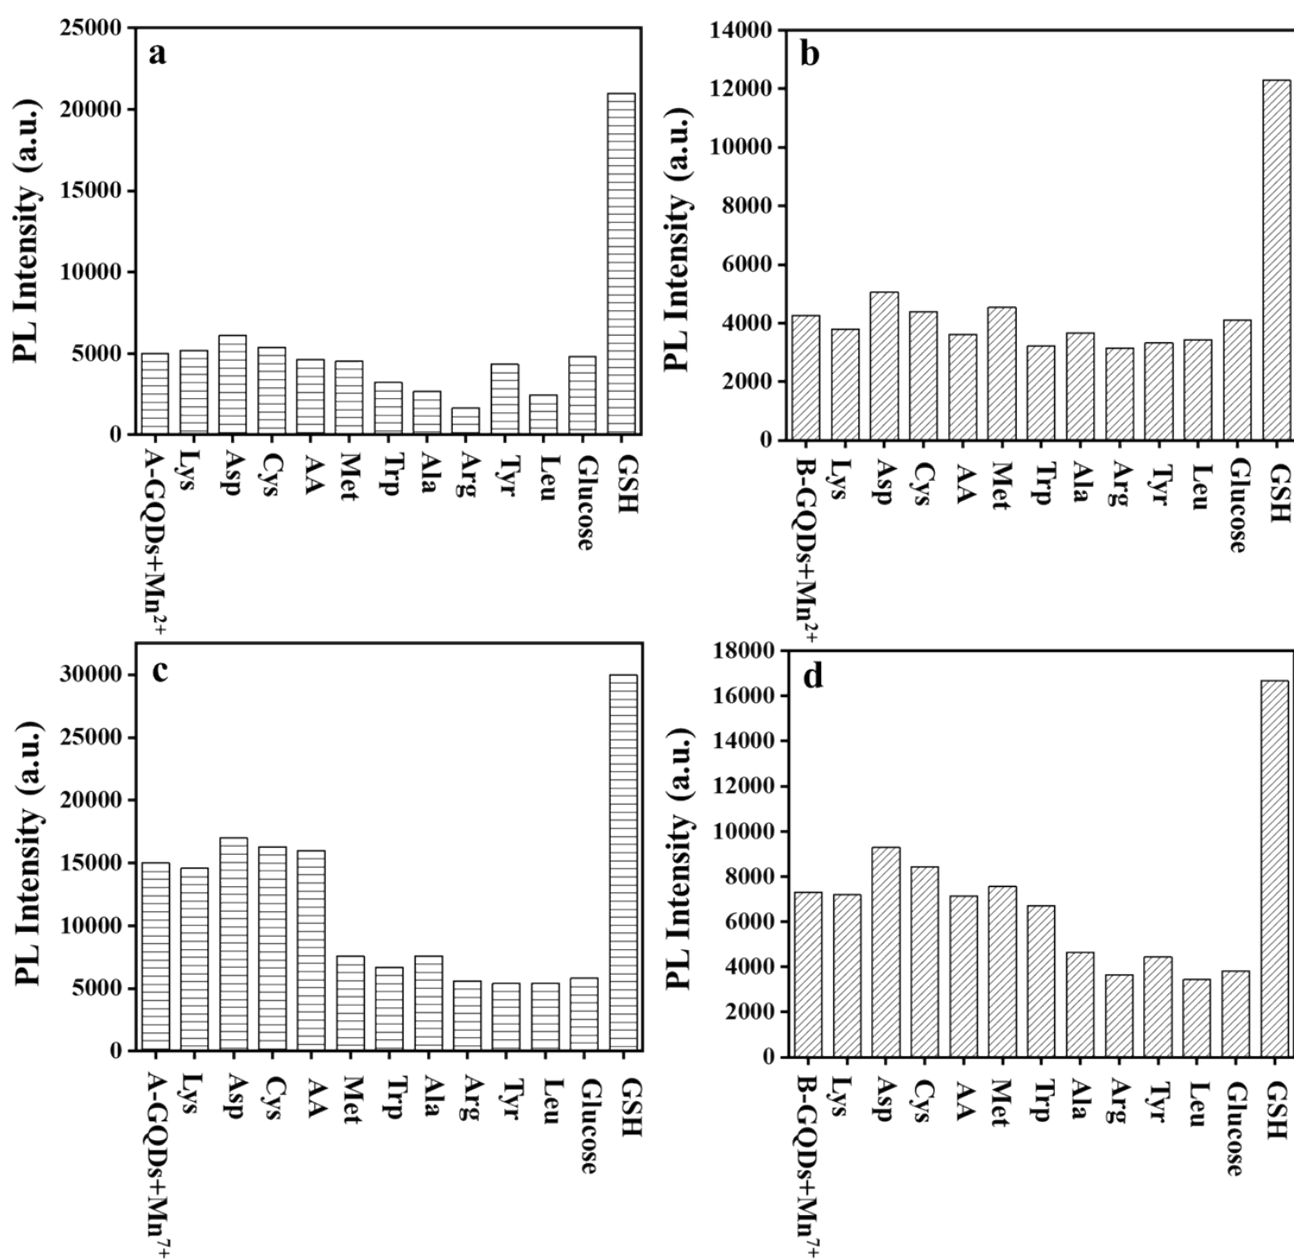 a
PL Intensity (a.u.)
25000
20000
15000
10000
5000
0
A-GQDs+Mn²⁺
Lys
Asp
Cys
AA
Met
Trp
Ala
Arg
Tyr
Leu
Glucose
GSH
b
PL Intensity (a.u.)
14000
12000
10000
8000
6000
4000
2000
0
B-GQDs+Mn²⁺
Lys
Asp
Cys
AA
Met
Trp
Ala
Arg
Tyr
Leu
Glucose
GSH
c
PL Intensity (a.u.)
30000
25000
20000
15000
10000
5000
0
A-GQDs+Mn⁷⁺
Lys
Asp
Cys
AA
Met
Trp
Ala
Arg
Tyr
Leu
Glucose
GSH
d
PL Intensity (a.u.)
18000
16000
14000
12000
10000
8000
6000
4000
2000
0
B-GQDs+Mn⁷⁺
Lys
Asp
Cys
AA
Met
Trp
Ala
Arg
Tyr
Leu
Glucose
GSH